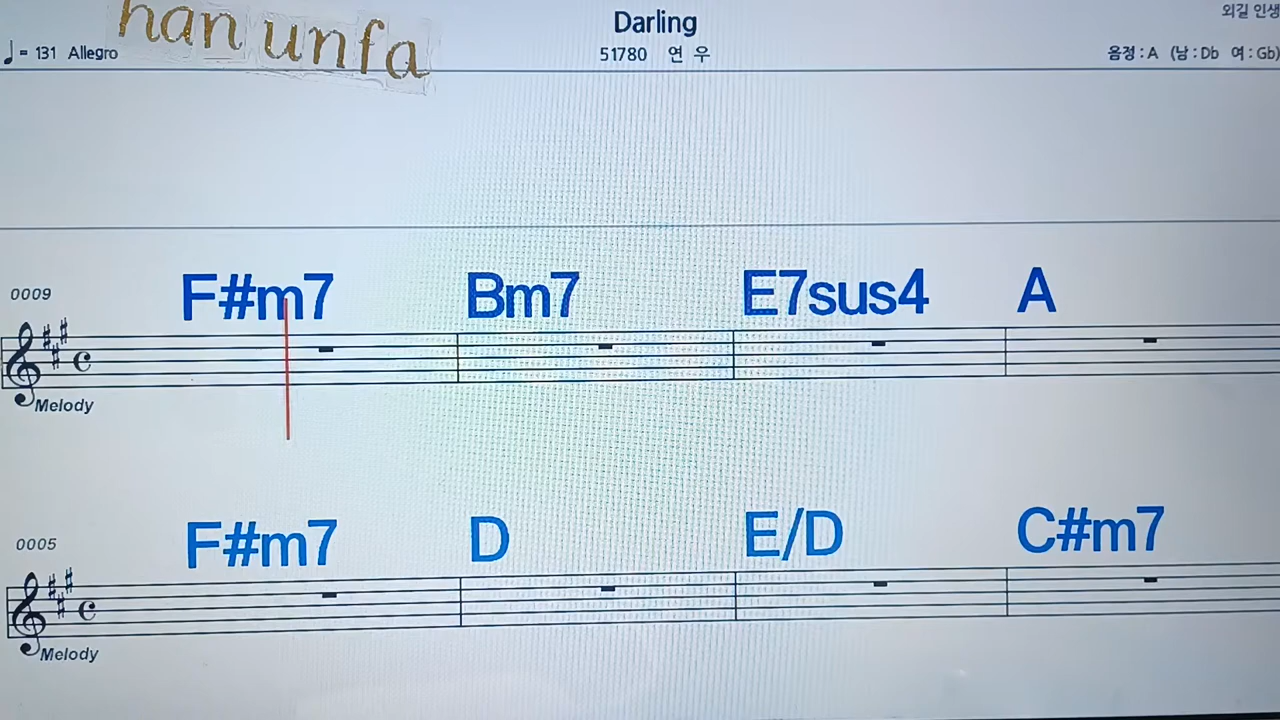 han unfa
Darling
외길 인생
♩= 131 Allegro
51780 연 우
음정 : A (남 : Db 여 : Gb)
F#m7 Bm7 E7sus4 A
0009
Melody
F#m7 D E/D C#m7
0005
Melody